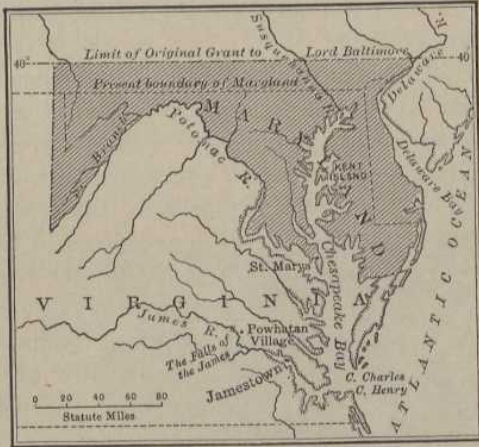 Susquehanna R.
Delaware R.
Limit of Original Grant to Lord Baltimore
40°
40°
Present boundary of Maryland
MARYLAND
N. Branch
Potomac R.
Delaware Bay
KENT
ISLAND
St. Marys
Chesapeake Bay
VIRGINIA
ATLANTIC OCEAN
James R.
Powhatan
Village
The Falls of
the James
Jamestown
C. Charles
C. Henry
0 20 40 60 80
Statute Miles